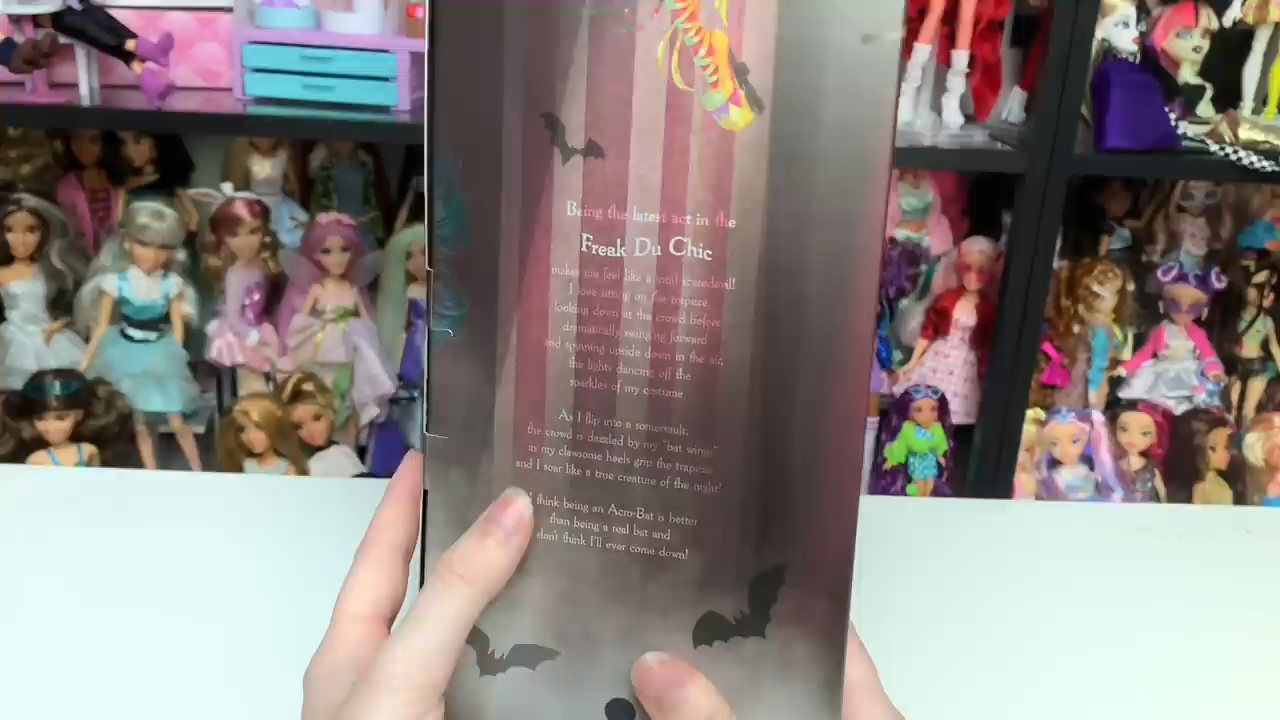 Being the latest act in the
Freak Du Chic
makes me feel like a total scaredevil!
I love sitting on the trapeze,
looking down at the crowd before
dramatically swinging forward
and spinning upside down in the air,
the lights dancing off the
sparkles of my costume
As I flip into a somersault,
the crowd is dazzled by my "bat wings"
as my clawsome heels grip the trapeze
and I soar like a true creature of the night!
I think being an Acro-Bat is better
than being a real bat and
don't think I'll ever come down!